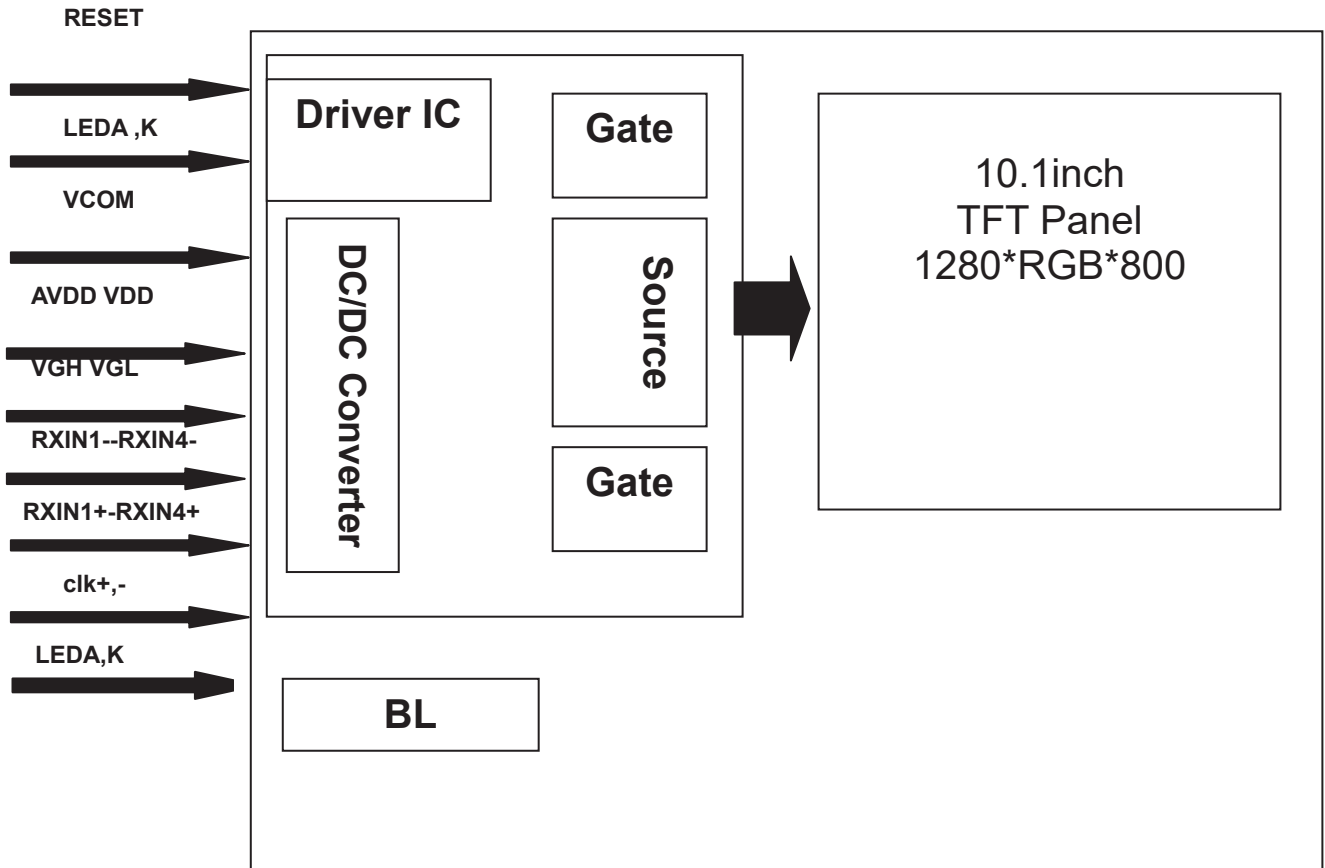 RESET
LEDA ,K
VCOM
AVDD VDD
VGH VGL
RXIN1--RXIN4-
RXIN1+-RXIN4+
clk+,-
LEDA,K
Driver IC
DC/DC Converter
Gate
Source
Gate
BL
10.1inch
TFT Panel
1280*RGB*800